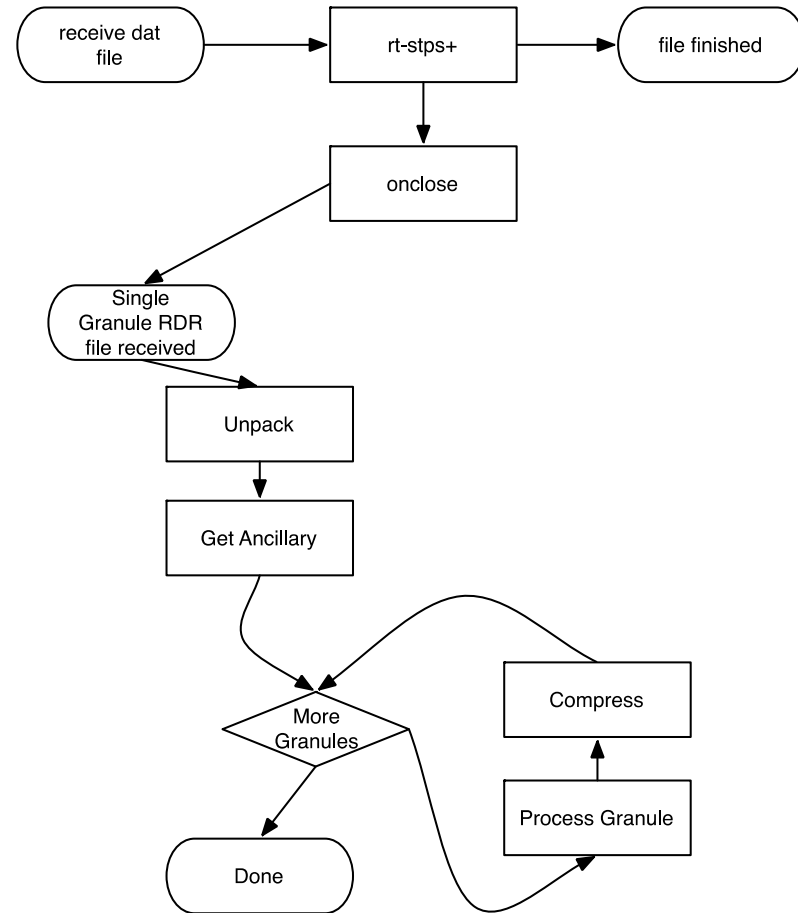 receive dat
file
rt-stps+
file finished
onclose
Single
Granule RDR
file received
Unpack
Get Ancillary
More
Granules
Compress
Process Granule
Done